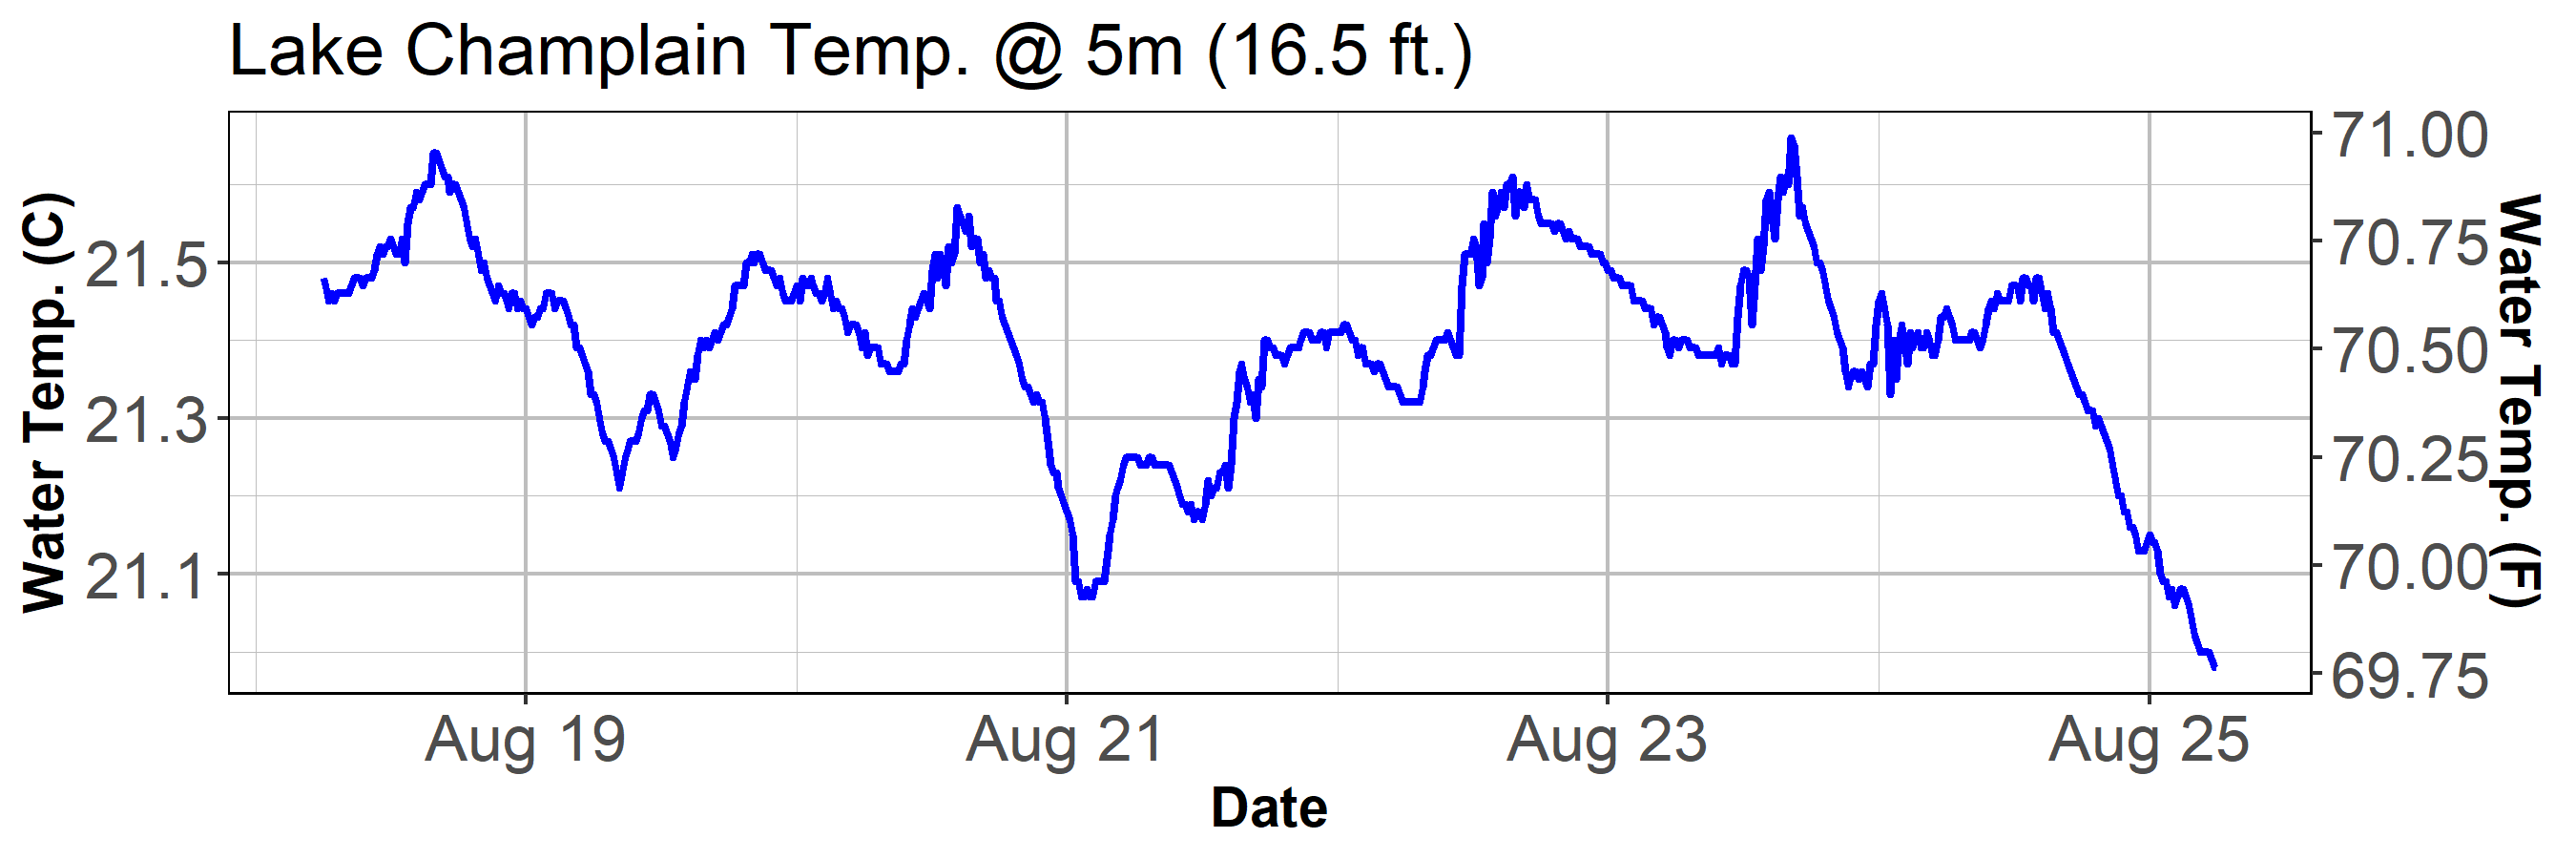 Lake Champlain Temp. @ 5m (16.5 ft.)
Water Temp. (C)
21.5
21.3
21.1
71.00
70.75
70.50
70.25
70.00
69.75
Water Temp. (F)
Aug 19
Aug 21
Aug 23
Aug 25
Date